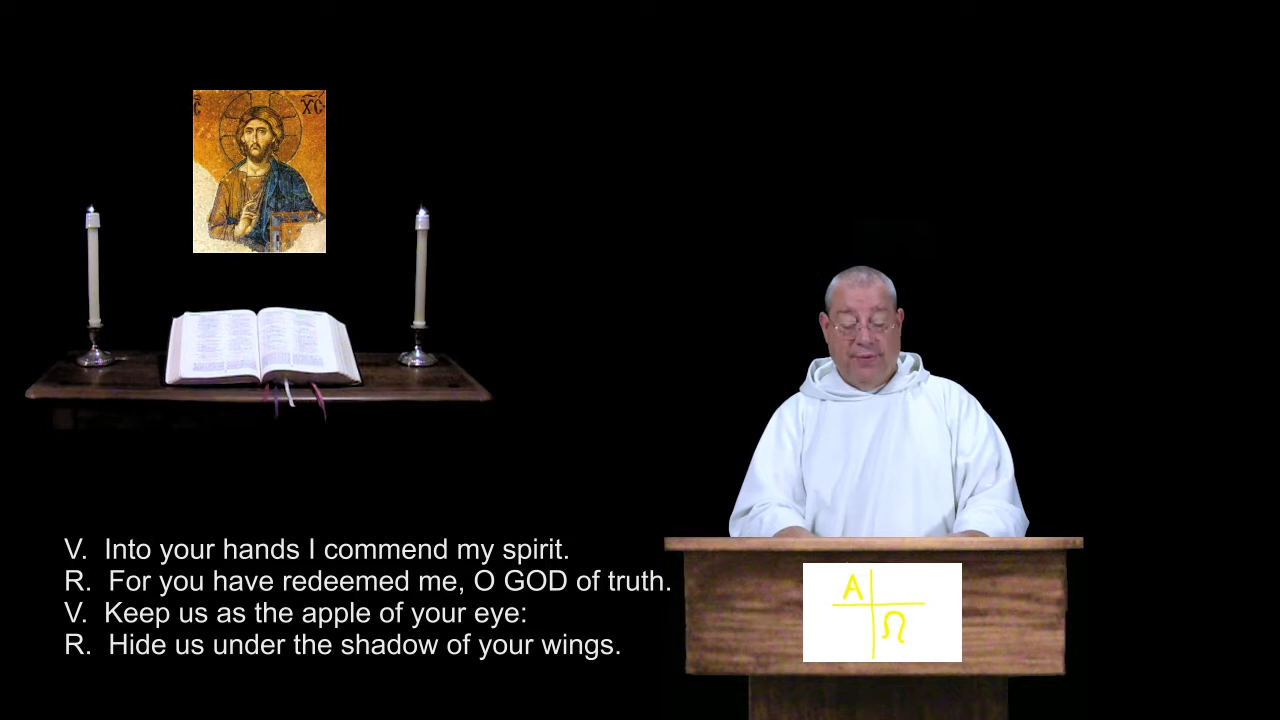 C
XC
V. Into your hands I commend my spirit.
R. For you have redeemed me, O GOD of truth.
V. Keep us as the apple of your eye:
R. Hide us under the shadow of your wings.
A
Ω